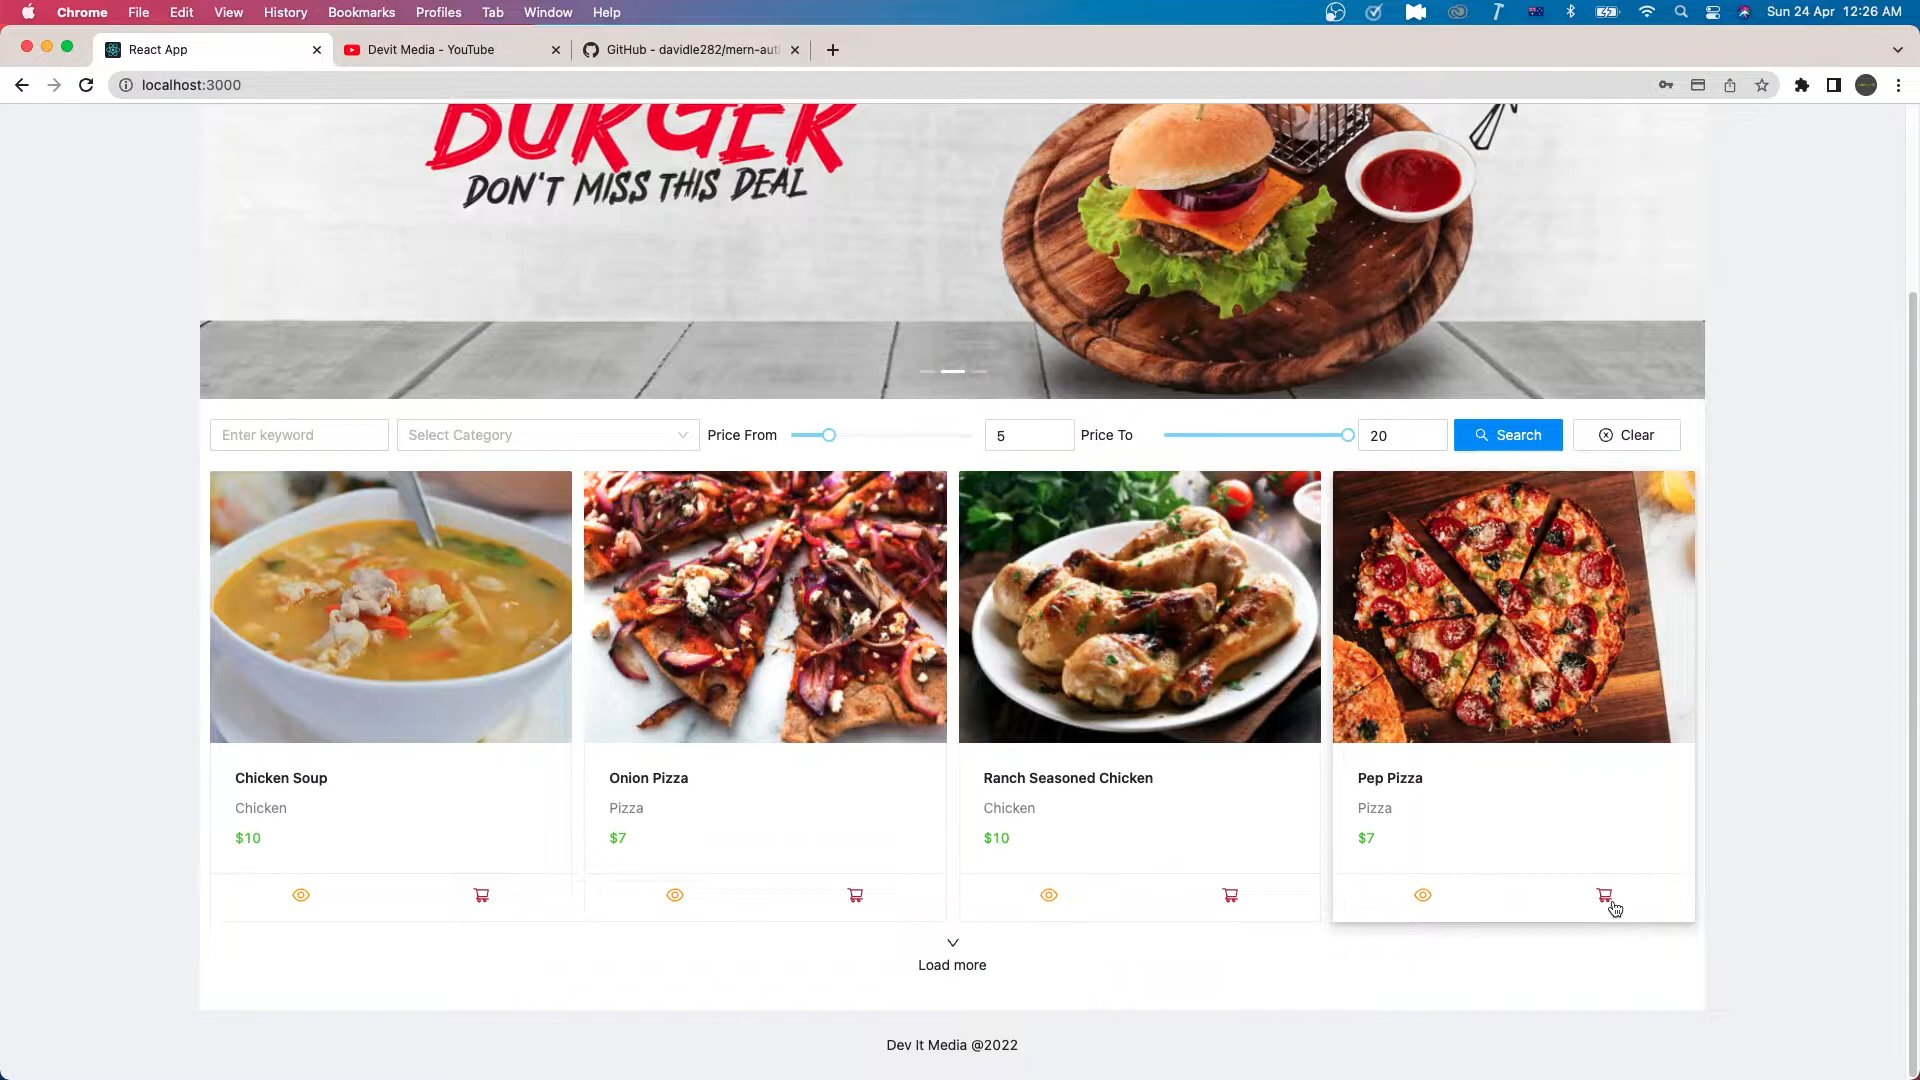 Chrome File Edit View History Bookmarks Profiles Tab Window Help Sun 24 Apr 12:26 AM
React App Devit Media - YouTube GitHub - davidle282/mern-aut
localhost:3000
BURGER
DON'T MISS THIS DEAL
Enter keyword Select Category Price From 5 Price To 20 Search Clear
Chicken Soup Onion Pizza Ranch Seasoned Chicken Pep Pizza
Chicken Pizza Chicken Pizza
$10 $7 $10 $7
Load more
Dev It Media @2022